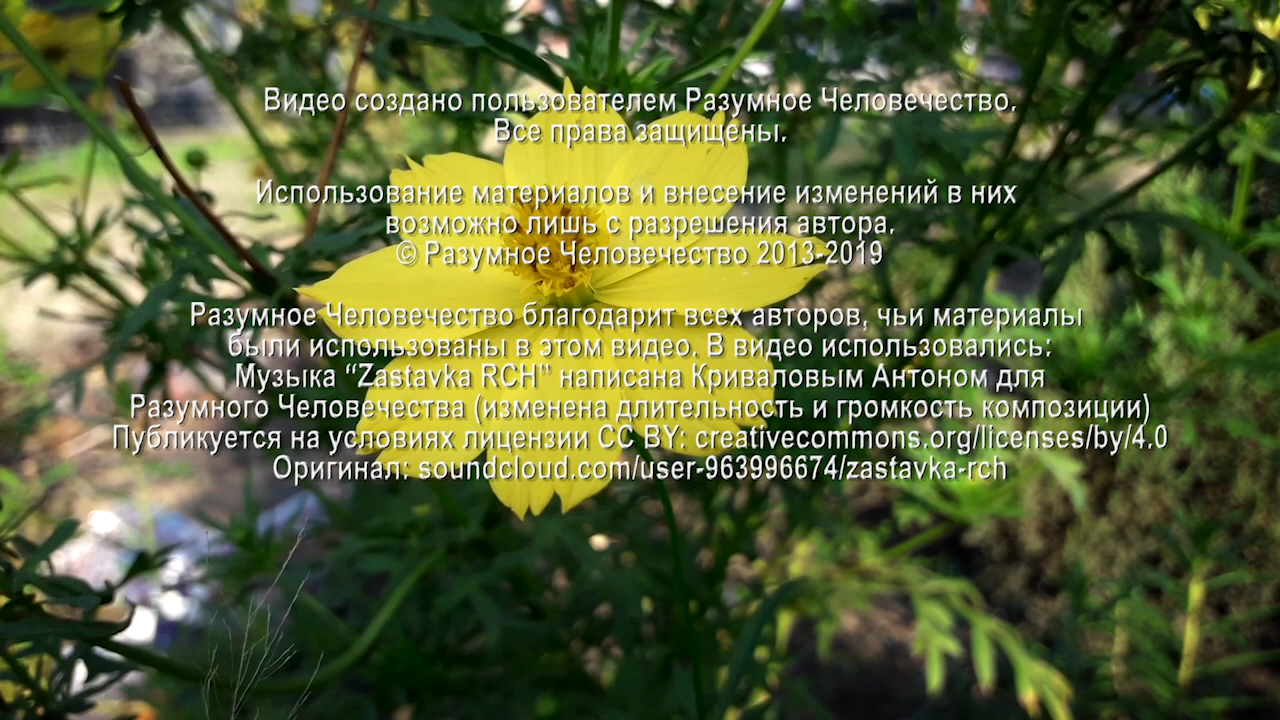 Видео создано пользователем Разумное Человечество.
Все права защищены.
Использование материалов и внесение изменений в них
возможно лишь с разрешения автора.
© Разумное Человечество 2013-2019
Разумное Человечество благодарит всех авторов, чьи материалы
были использованы в этом видео. В видео использовались:
Музыка “Zastavka RCH” написана Криваловым Антоном для
Разумного Человечества (изменена длительность и громкость композиции)
Публикуется на условиях лицензии CC BY: creativecommons.org/licenses/by/4.0
Оригинал: soundcloud.com/user-963996674/zastavka-rch